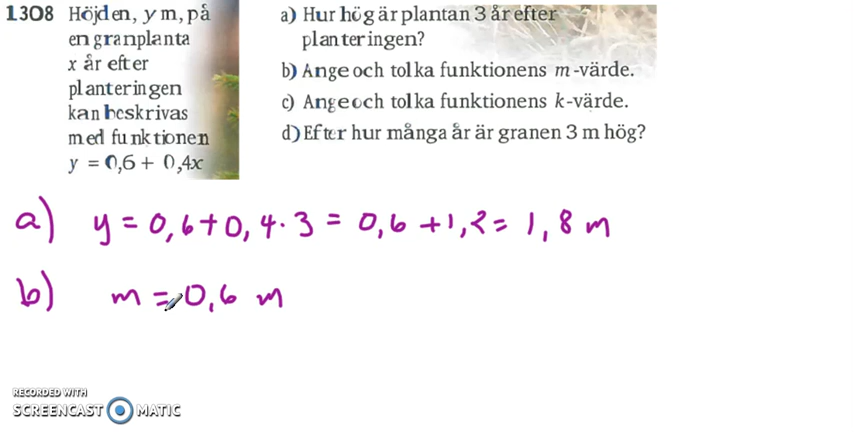 1308 Höjden, y m, på
en granplanta
x år efter
planteringen
kan beskrivas
med funktionen
y = 0,6 + 0,4x
a) Hur hög är plantan 3 år efter
planteringen?
b) Ange och tolka funktionens m-värde.
c) Ange och tolka funktionens k-värde.
d) Efter hur många år är granen 3 m hög?
a) y = 0,6 + 0,4 · 3 = 0,6 + 1,2 = 1,8 m
b) m = 0,6 m
RECORDED WITH
SCREENCAST O MATIC